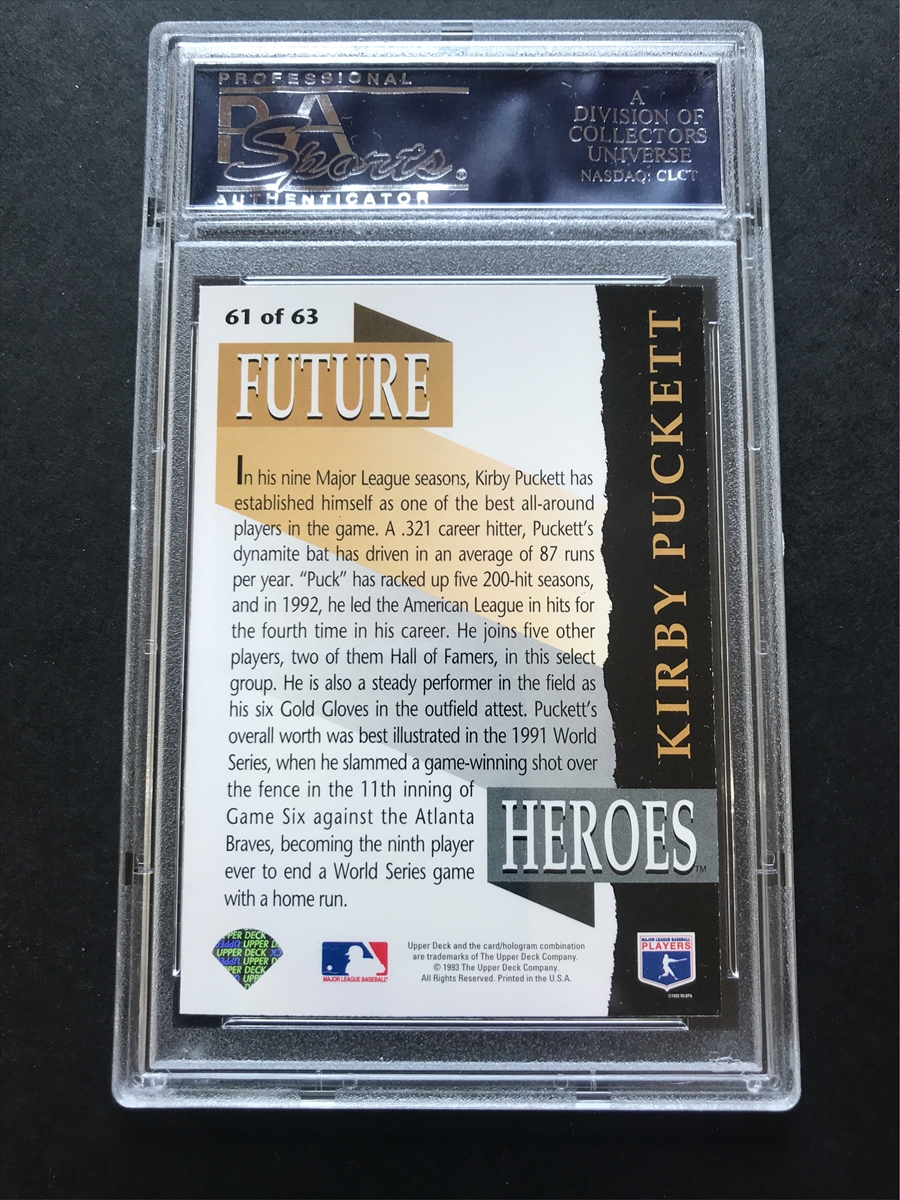 PROFESSIONAL
PSA
Sports®
AUTHENTICATOR
A
DIVISION OF
COLLECTORS
UNIVERSE
NASDAQ: CLCT
61 of 63
FUTURE
In his nine Major League seasons, Kirby Puckett has
established himself as one of the best all-around
players in the game. A .321 career hitter, Puckett's
dynamite bat has driven in an average of 87 runs
per year. "Puck" has racked up five 200-hit seasons,
and in 1992, he led the American League in hits for
the fourth time in his career. He joins five other
players, two of them Hall of Famers, in this select
group. He is also a steady performer in the field as
his six Gold Gloves in the outfield attest. Puckett's
overall worth was best illustrated in the 1991 World
Series, when he slammed a game-winning shot over
the fence in the 11th inning of
Game Six against the Atlanta
Braves, becoming the ninth player
ever to end a World Series game
with a home run.
KIRBY PUCKETT
HEROES™
UPPER DECK
UPPER DECK
UPPER DECK
MAJOR LEAGUE BASEBALL
Upper Deck and the card/hologram combination
are trademarks of The Upper Deck Company.
© 1993 The Upper Deck Company.
All Rights Reserved. Printed in the U.S.A.
MAJOR LEAGUE BASEBALL
PLAYERS